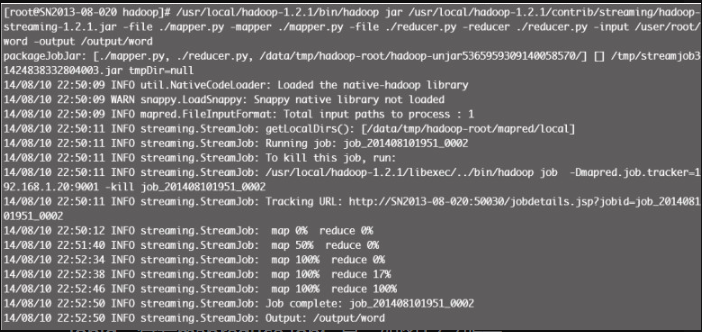 [root@SN2013-08-020 hadoop]# /usr/local/hadoop-1.2.1/bin/hadoop jar /usr/local/hadoop-1.2.1/contrib/streaming/hadoop-
streaming-1.2.1.jar -file ./mapper.py -mapper ./mapper.py -file ./reducer.py -reducer ./reducer.py -input /user/root/
word -output /output/word
packageJobJar: [./mapper.py, ./reducer.py, /data/tmp/hadoop-root/hadoop-unjar5365959309140058570/] [] /tmp/streamjob3
1424838332804003.jar tmpDir=null
14/08/10 22:50:09 INFO util.NativeCodeLoader: Loaded the native-hadoop library
14/08/10 22:50:09 WARN snappy.LoadSnappy: Snappy native library not loaded
14/08/10 22:50:09 INFO mapred.FileInputFormat: Total input paths to process : 1
14/08/10 22:50:11 INFO streaming.StreamJob: getLocalDirs(): [/data/tmp/hadoop-root/mapred/local]
14/08/10 22:50:11 INFO streaming.StreamJob: Running job: job_201408101951_0002
14/08/10 22:50:11 INFO streaming.StreamJob: To kill this job, run:
14/08/10 22:50:11 INFO streaming.StreamJob: /usr/local/hadoop-1.2.1/libexec/../bin/hadoop job  -Dmapred.job.tracker=1
92.168.1.20:9001 -kill job_201408101951_0002
14/08/10 22:50:11 INFO streaming.StreamJob: Tracking URL: http://SN2013-08-020:50030/jobdetails.jsp?jobid=job_2014081
01951_0002
14/08/10 22:50:12 INFO streaming.StreamJob:  map 0%  reduce 0%
14/08/10 22:51:40 INFO streaming.StreamJob:  map 50%  reduce 0%
14/08/10 22:52:34 INFO streaming.StreamJob:  map 100%  reduce 0%
14/08/10 22:52:38 INFO streaming.StreamJob:  map 100%  reduce 17%
14/08/10 22:52:46 INFO streaming.StreamJob:  map 100%  reduce 100%
14/08/10 22:52:50 INFO streaming.StreamJob: Job complete: job_201408101951_0002
14/08/10 22:52:50 INFO streaming.StreamJob: Output: /output/word